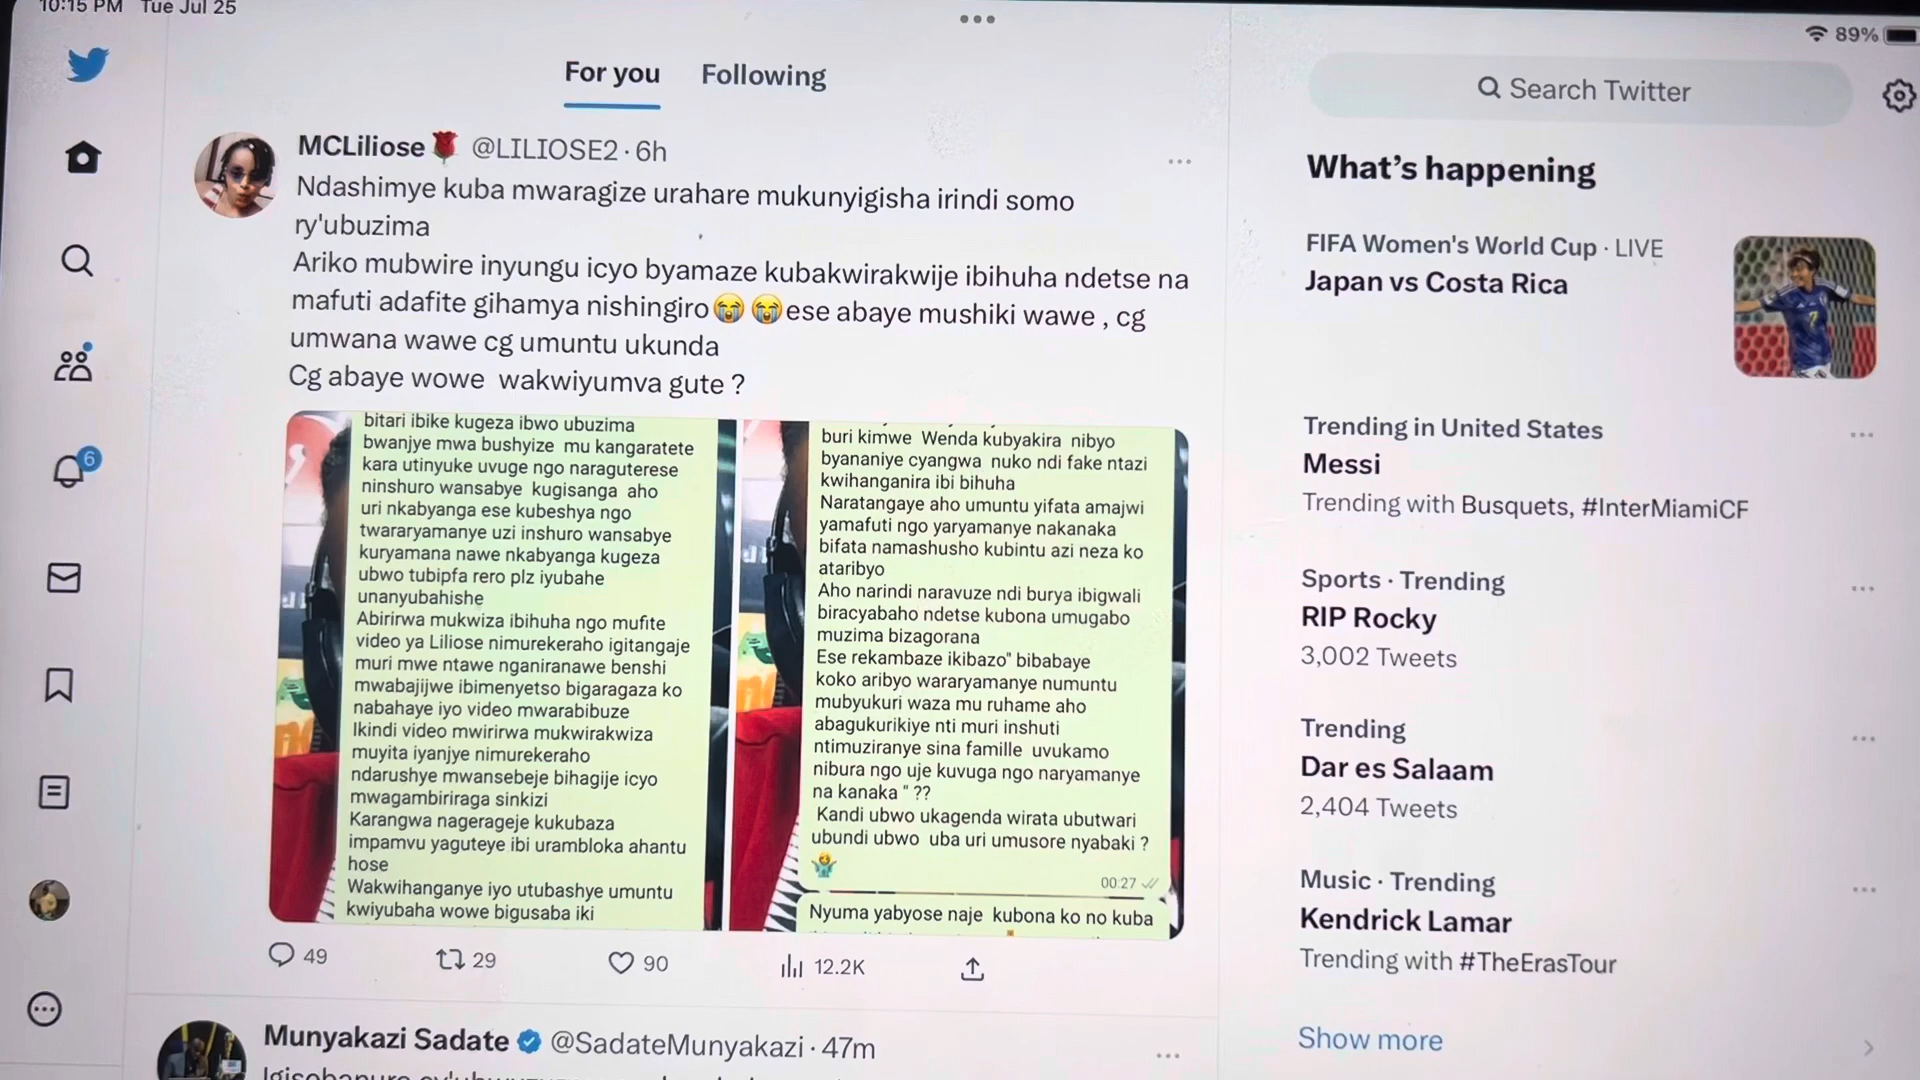 10:15 PM Tue Jul 25
89%
For you
Following
MCLiliose🌹 @LILIOSE2 · 6h
Ndashimye kuba mwaragize urahare mukunyigisha irindi somo
ry'ubuzima
Ariko mubwire inyungu icyo byamaze kubakwirakwije ibihuha ndetse na
mafuti adafite gihamya nishingiro😭😭ese abaye mushiki wawe , cg
umwana wawe cg umuntu ukunda
Cg abaye wowe wakwiyumva gute ?
bitari ibike kugeza ibwo ubuzima
bwanjye mwa bushyize mu kangaratete
kara utinyuke uvuge ngo naraguterese
ninshuro wansabye kugisanga aho
uri nkabyanga ese kubeshya ngo
twararyamanye uzi inshuro wansabye
kuryamana nawe nkabyanga kugeza
ubwo tubipfa rero plz iyubahe
unanyubahishe
Abirirwa mukwiza ibihuha ngo mufite
video ya Liliose nimurekeraho igitangaje
muri mwe ntawe nganiranawe benshi
mwabajijwe ibimenyetso bigaragaza ko
nabahaye iyo video mwarabibuze
Ikindi video mwirirwa mukwirakwiza
muyita iyanjye nimurekeraho
ndarushye mwansebeje bihagije icyo
mwagambiriraga sinkizi
Karangwa nagerageje kukubaza
impamvu yaguteye ibi urambloka ahantu
hose
Wakwihanganye iyo utubashye umuntu
kwiyubaha wowe bigusaba iki
buri kimwe Wenda kubyakira nibyo
byananiye cyangwa nuko ndi fake ntazi
kwihanganira ibi bihuha
Naratangaye aho umuntu yifata amajwi
yamafuti ngo yaryamanye nakanaka
bifata namashusho kubintu azi neza ko
ataribyo
Aho narindi naravuze ndi burya ibigwali
biracyabaho ndetse kubona umugabo
muzima bizagorana
Ese rekambaze ikibazo" bibabaye
koko aribyo wararyamanye numuntu
mubyukuri waza mu ruhame aho
abagukurikiye nti muri inshuti
ntimuziranye sina famille uvukamo
nibura ngo uje kuvuga ngo naryamanye
na kanaka " ??
Kandi ubwo ukagenda wirata ubutwari
ubundi ubwo uba uri umusore nyabaki ?
🤷
00:27
Nyuma yabyose naje kubona ko no kuba
49
29
90
12.2K
Munyakazi Sadate @SadateMunyakazi · 47m
6
Search Twitter
What's happening
FIFA Women's World Cup · LIVE
Japan vs Costa Rica
7
Trending in United States
Messi
Trending with Busquets, #InterMiamiCF
Sports · Trending
RIP Rocky
3,002 Tweets
Trending
Dar es Salaam
2,404 Tweets
Music · Trending
Kendrick Lamar
Trending with #TheErasTour
Show more